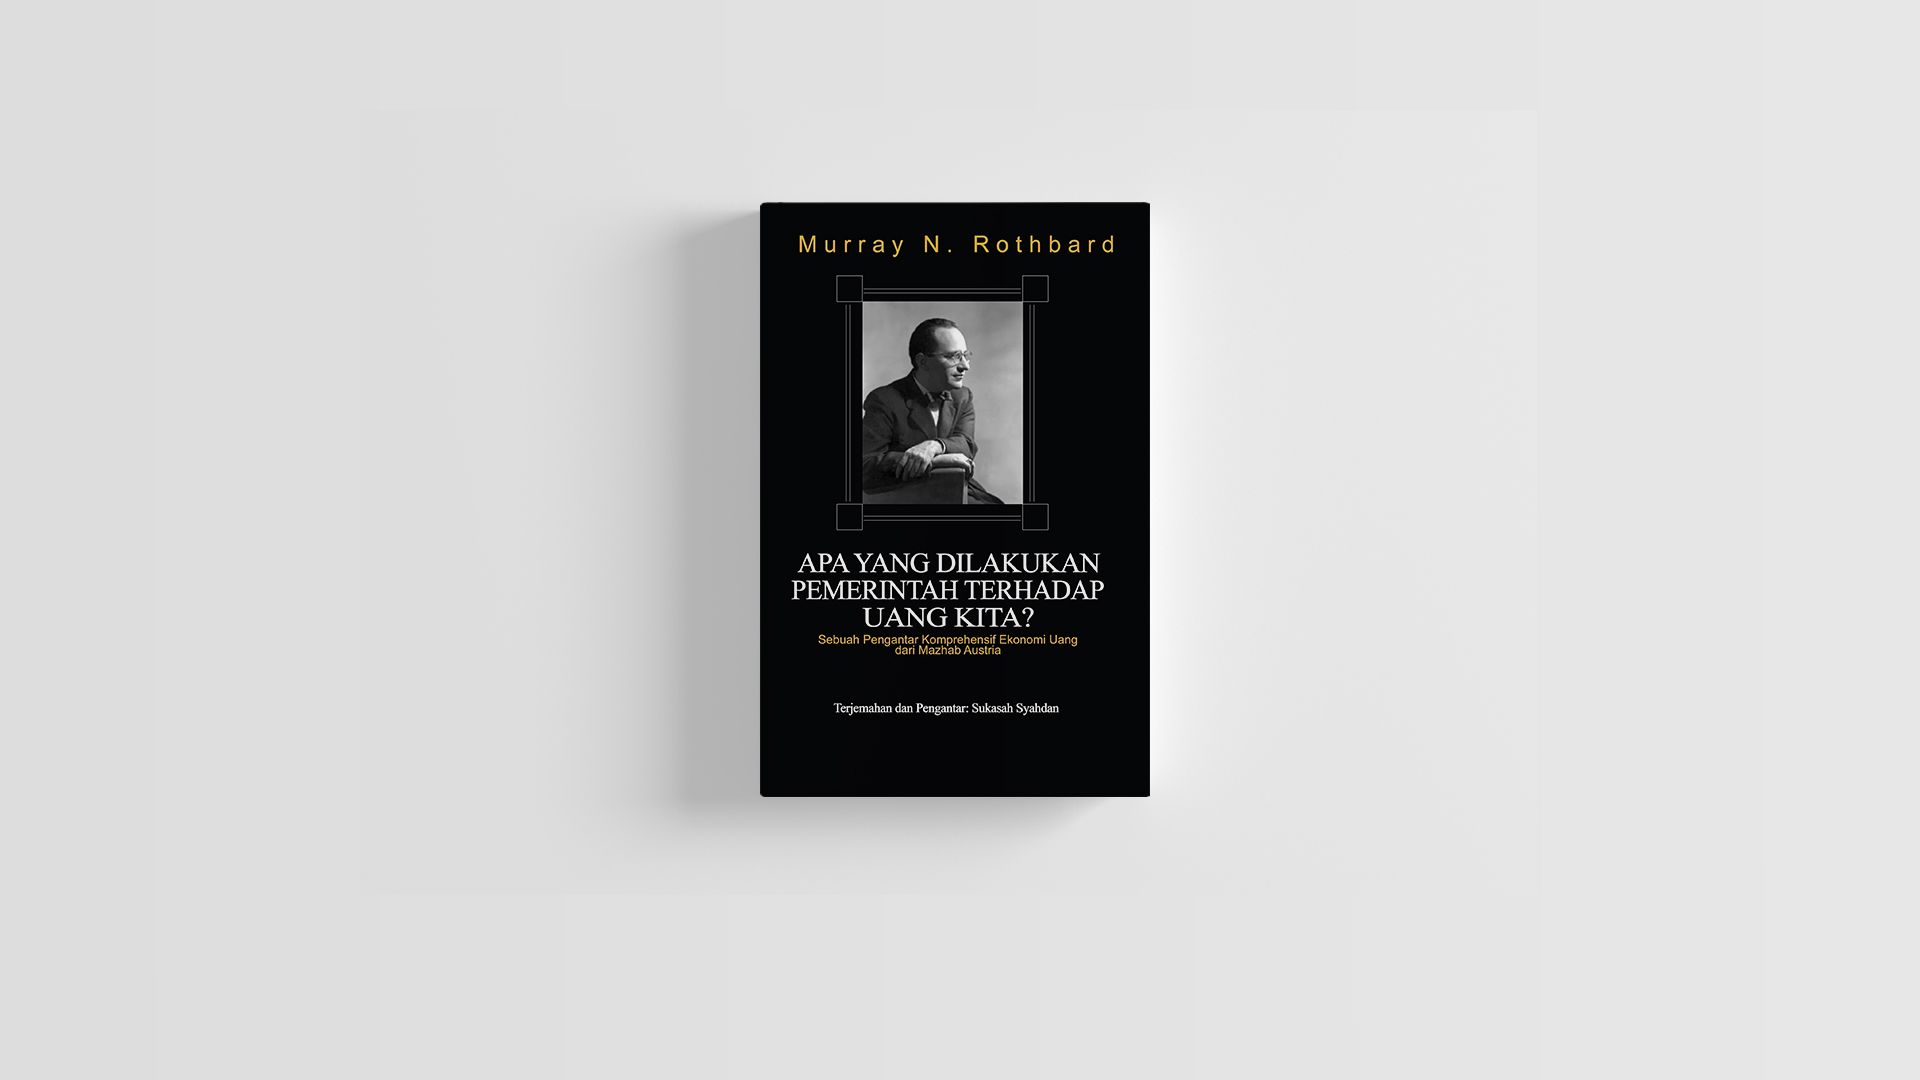 Murray N. Rothbard
APA YANG DILAKUKAN
PEMERINTAH TERHADAP
UANG KITA?
Sebuah Pengantar Komprehensif Ekonomi Uang
dari Mazhab Austria
Terjemahan dan Pengantar: Sukasah Syahdan